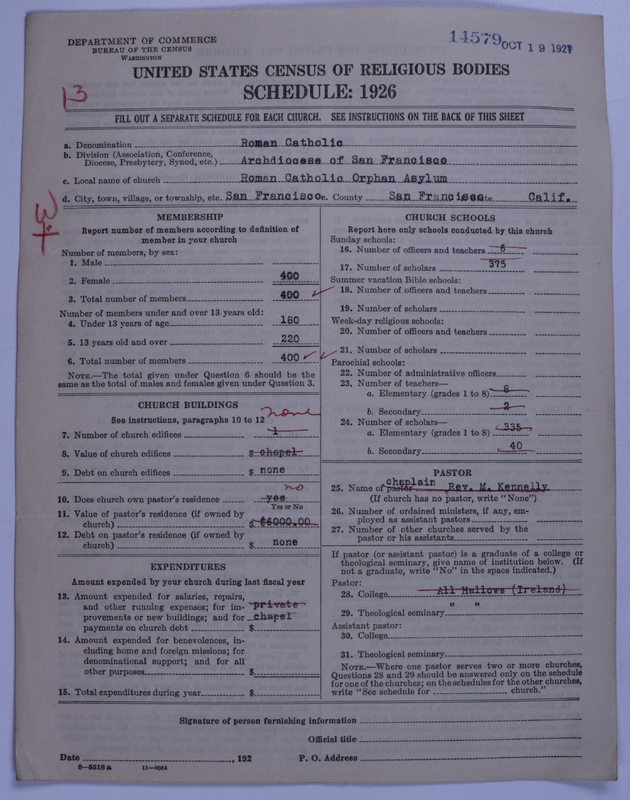 DEPARTMENT OF COMMERCE
BUREAU OF THE CENSUS
WASHINGTON
14579 OCT 19 1927
UNITED STATES CENSUS OF RELIGIOUS BODIES
SCHEDULE: 1926
13
FILL OUT A SEPARATE SCHEDULE FOR EACH CHURCH. SEE INSTRUCTIONS ON THE BACK OF THIS SHEET
a. Denomination Roman Catholic
b. Division (Association, Conference, Diocese, Presbytery, Synod, etc.) Archdiocese of San Francisco
c. Local name of church Roman Catholic Orphan Asylum
d. City, town, village, or township, etc. San Francisco e. County San Francisco State Calif.
MEMBERSHIP
Report number of members according to definition of member in your church
Number of members, by sex:
1. Male
2. Female 400
3. Total number of members 400 ✓
Number of members under and over 13 years old:
4. Under 13 years of age 180
5. 13 years old and over 220
6. Total number of members 400 ✓ ✓
NOTE.—The total given under Question 6 should be the same as the total of males and females given under Question 3.
CHURCH BUILDINGS
See instructions, paragraphs 10 to 12
none
7. Number of church edifices 1
8. Value of church edifices $ chapel
9. Debt on church edifices $ none
no
10. Does church own pastor's residence yes
Yes or No
11. Value of pastor's residence (if owned by church) $ $6000.00
12. Debt on pastor's residence (if owned by church) $ none
EXPENDITURES
Amount expended by your church during last fiscal year
13. Amount expended for salaries, repairs, and other running expenses; for improvements or new buildings; and for payments on church debt $ private chapel
14. Amount expended for benevolences, including home and foreign missions; for denominational support; and for all other purposes $
15. Total expenditures during year $
CHURCH SCHOOLS
Report here only schools conducted by this church
Sunday schools:
16. Number of officers and teachers 6
17. Number of scholars 375
Summer vacation Bible schools:
18. Number of officers and teachers
19. Number of scholars
Week-day religious schools:
20. Number of officers and teachers
21. Number of scholars
Parochial schools:
22. Number of administrative officers
23. Number of teachers—
a. Elementary (grades 1 to 8) 8
b. Secondary 2
24. Number of scholars—
a. Elementary (grades 1 to 8) 335
b. Secondary 40
PASTOR
chaplain
25. Name of pastor Rev. M. Kennelly
(If church has no pastor, write "None")
26. Number of ordained ministers, if any, employed as assistant pastors
27. Number of other churches served by the pastor or his assistants
If pastor (or assistant pastor) is a graduate of a college or theological seminary, give name of institution below. (If not a graduate, write "No" in the space indicated.)
Pastor:
28. College All Hallows (Ireland)
29. Theological seminary " "
Assistant pastor:
30. College
31. Theological seminary
NOTE.—Where one pastor serves two or more churches, Questions 28 and 29 should be answered only on the schedule for one of the churches; on the schedules for the other churches, write "See schedule for church."
Signature of person furnishing information
Official title
Date , 192 P. O. Address
8—5518 a 11—9084